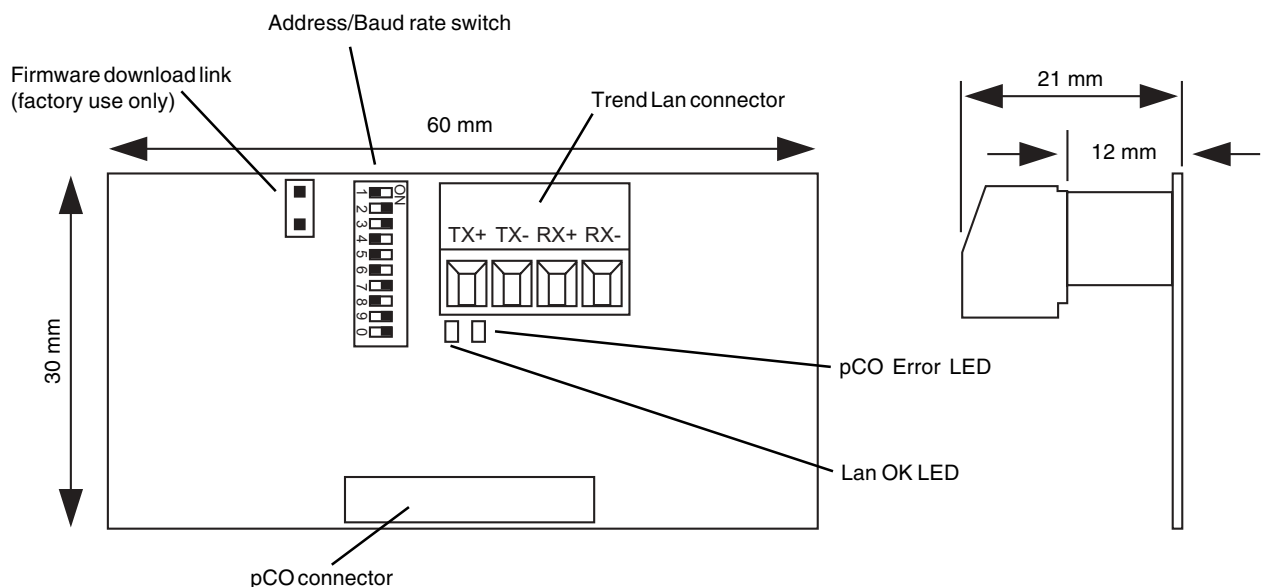 Address/Baud rate switch
Firmware download link
(factory use only)
21 mm
Trend Lan connector
60 mm
12 mm
ON
1
2
3
4
5
6
7
8
9
0
TX+ TX- RX+ RX-
30 mm
pCO Error LED
Lan OK LED
pCO connector